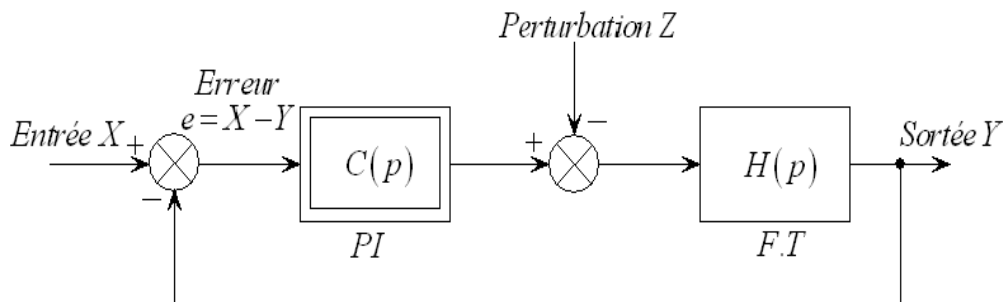 Perturbation Z
Erreur
e=X−Y
Entrée X
+
−
C(p)
PI
+
−
H(p)
F.T
Sortée Y